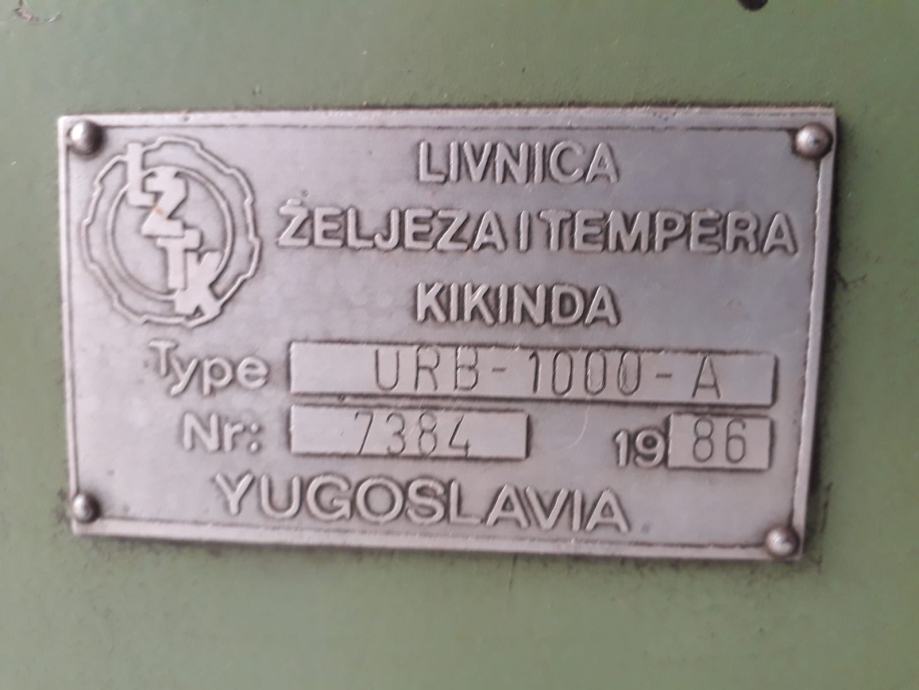 LŽTK
LIVNICA
ŽELJEZA I TEMPERA
KIKINDA
Type URB-1000-A
Nr: 7384 1986
YUGOSLAVIA